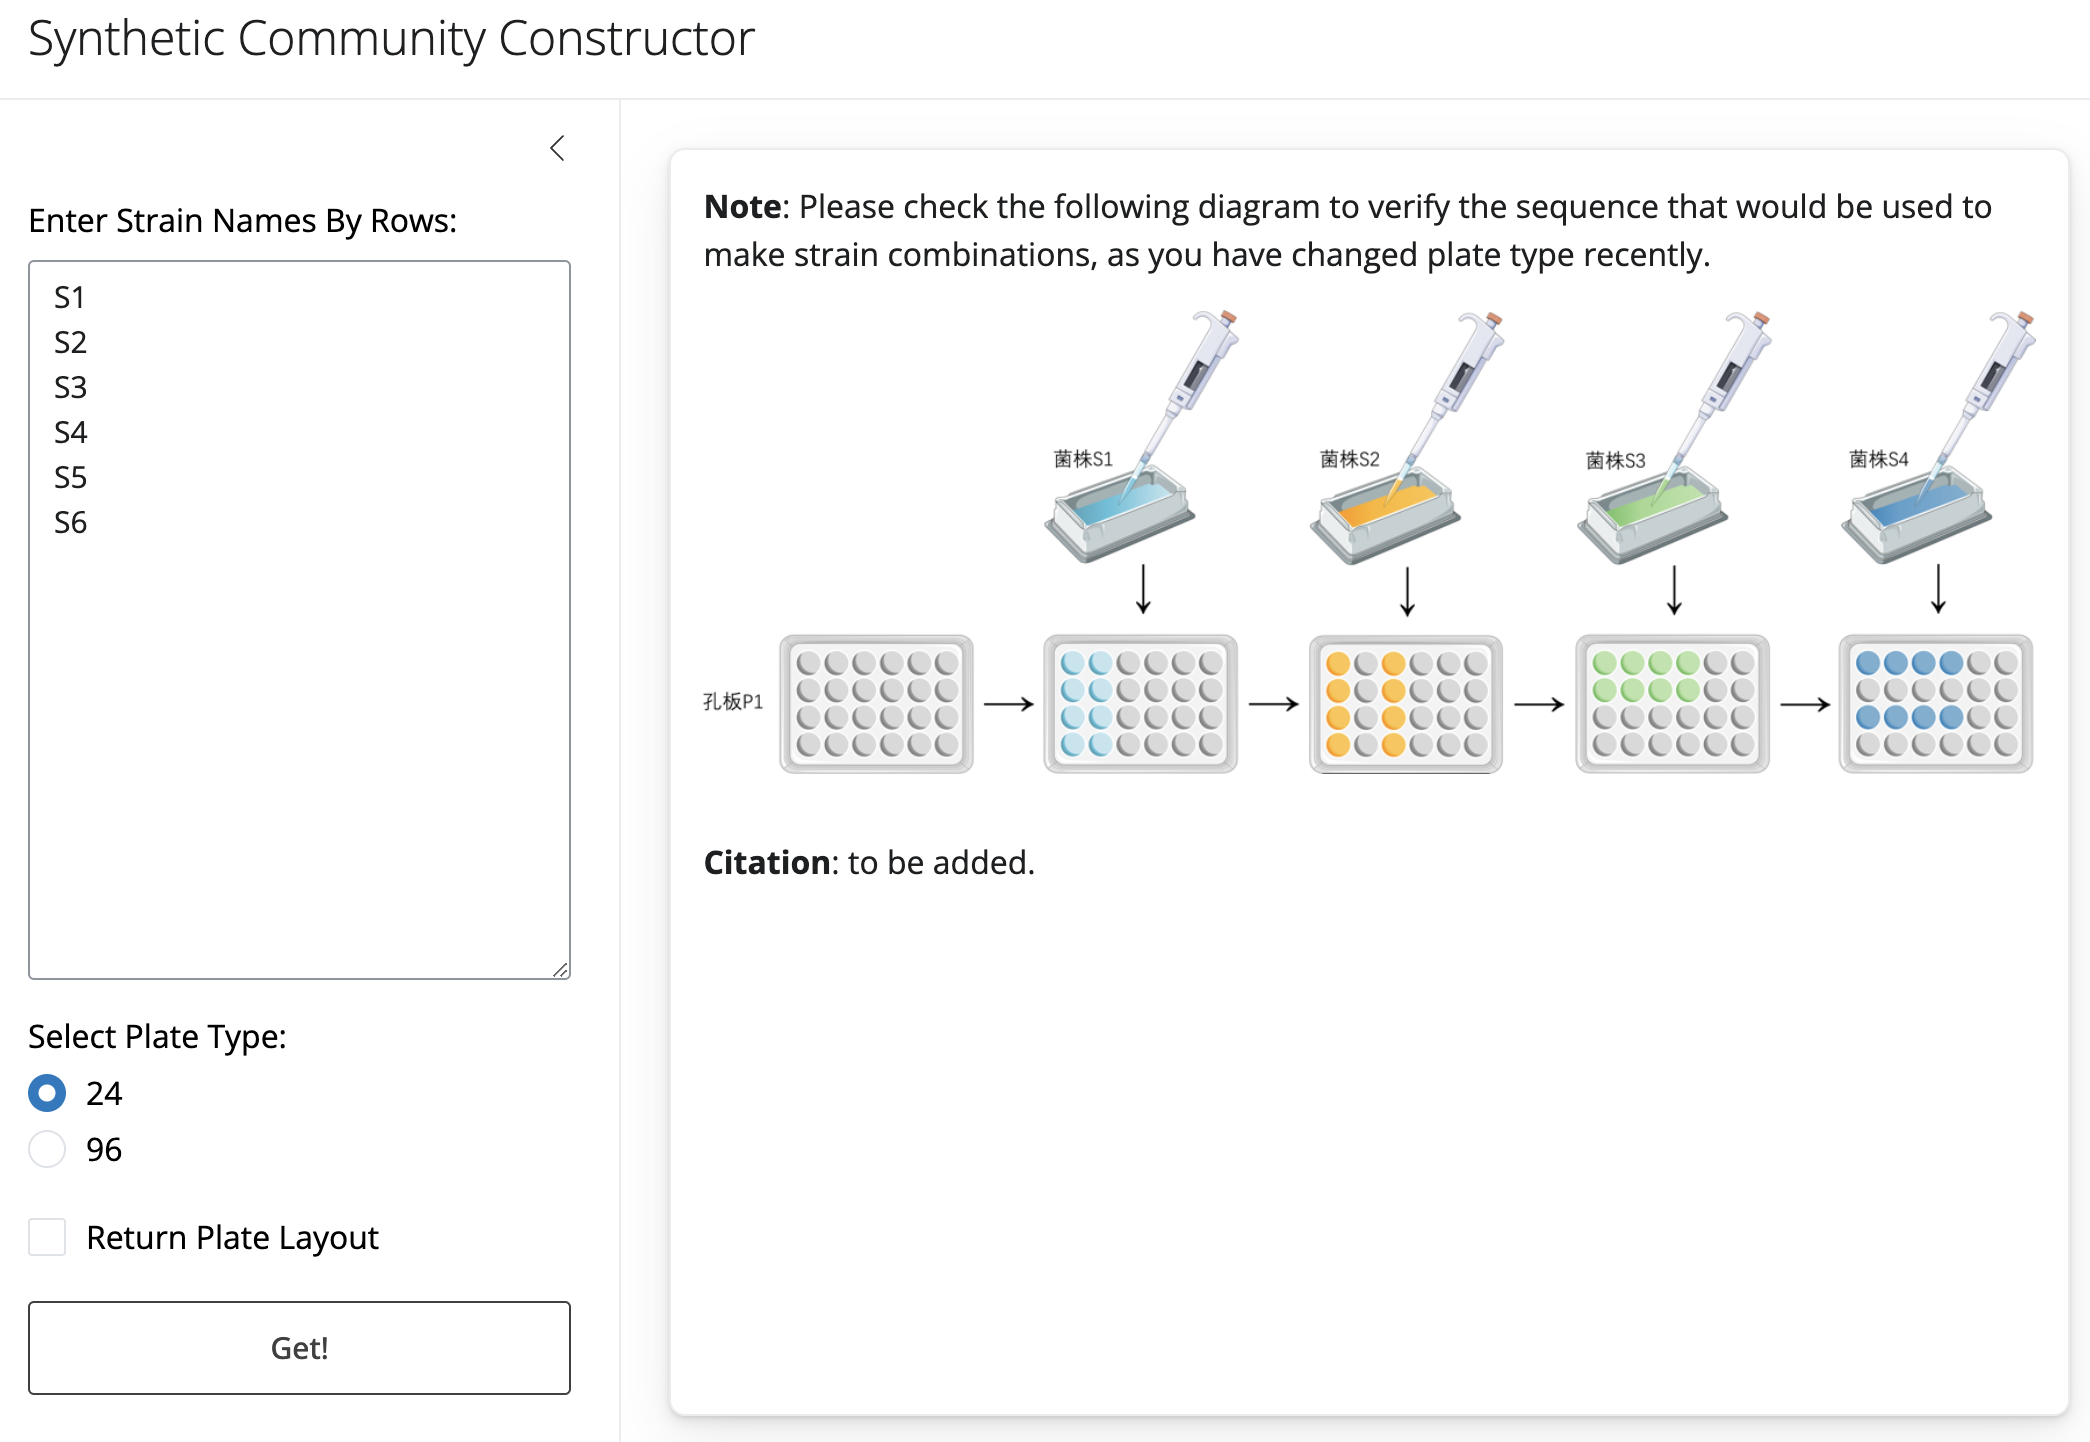 Synthetic Community Constructor
Enter Strain Names By Rows:
S1
S2
S3
S4
S5
S6
Select Plate Type:
24
96
Return Plate Layout
Get!
Note: Please check the following diagram to verify the sequence that would be used to
make strain combinations, as you have changed plate type recently.
菌株S1
菌株S2
菌株S3
菌株S4
孔板P1
Citation: to be added.